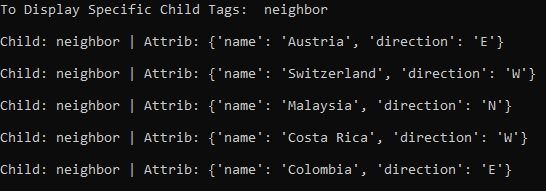 To Display Specific Child Tags:  neighbor
Child: neighbor | Attrib: {'name': 'Austria', 'direction': 'E'}
Child: neighbor | Attrib: {'name': 'Switzerland', 'direction': 'W'}
Child: neighbor | Attrib: {'name': 'Malaysia', 'direction': 'N'}
Child: neighbor | Attrib: {'name': 'Costa Rica', 'direction': 'W'}
Child: neighbor | Attrib: {'name': 'Colombia', 'direction': 'E'}